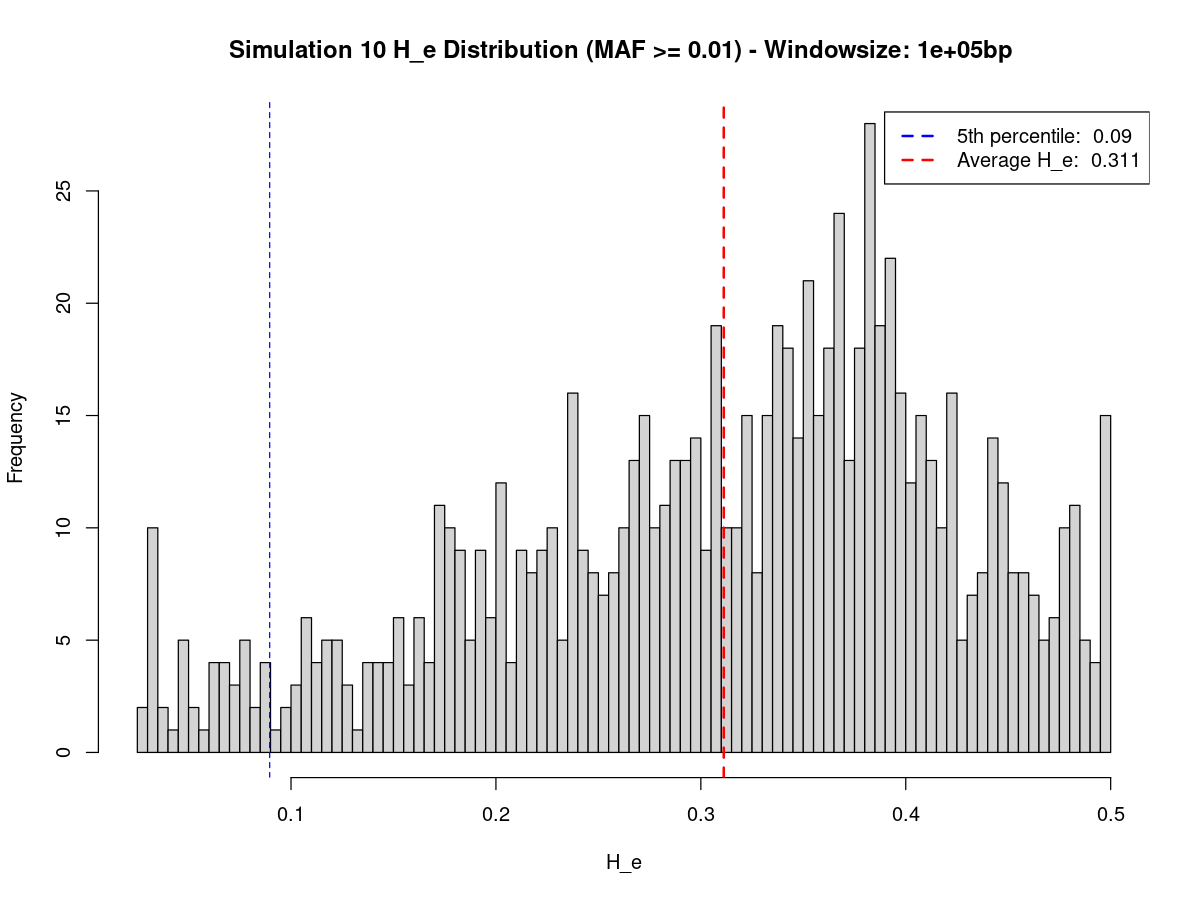 Simulation 10 H_e Distribution (MAF >= 0.01) - Windowsize: 1e+05bp
5th percentile:  0.09
Average H_e:  0.311
Frequency
25
20
15
10
5
0
0.1
0.2
0.3
0.4
0.5
H_e